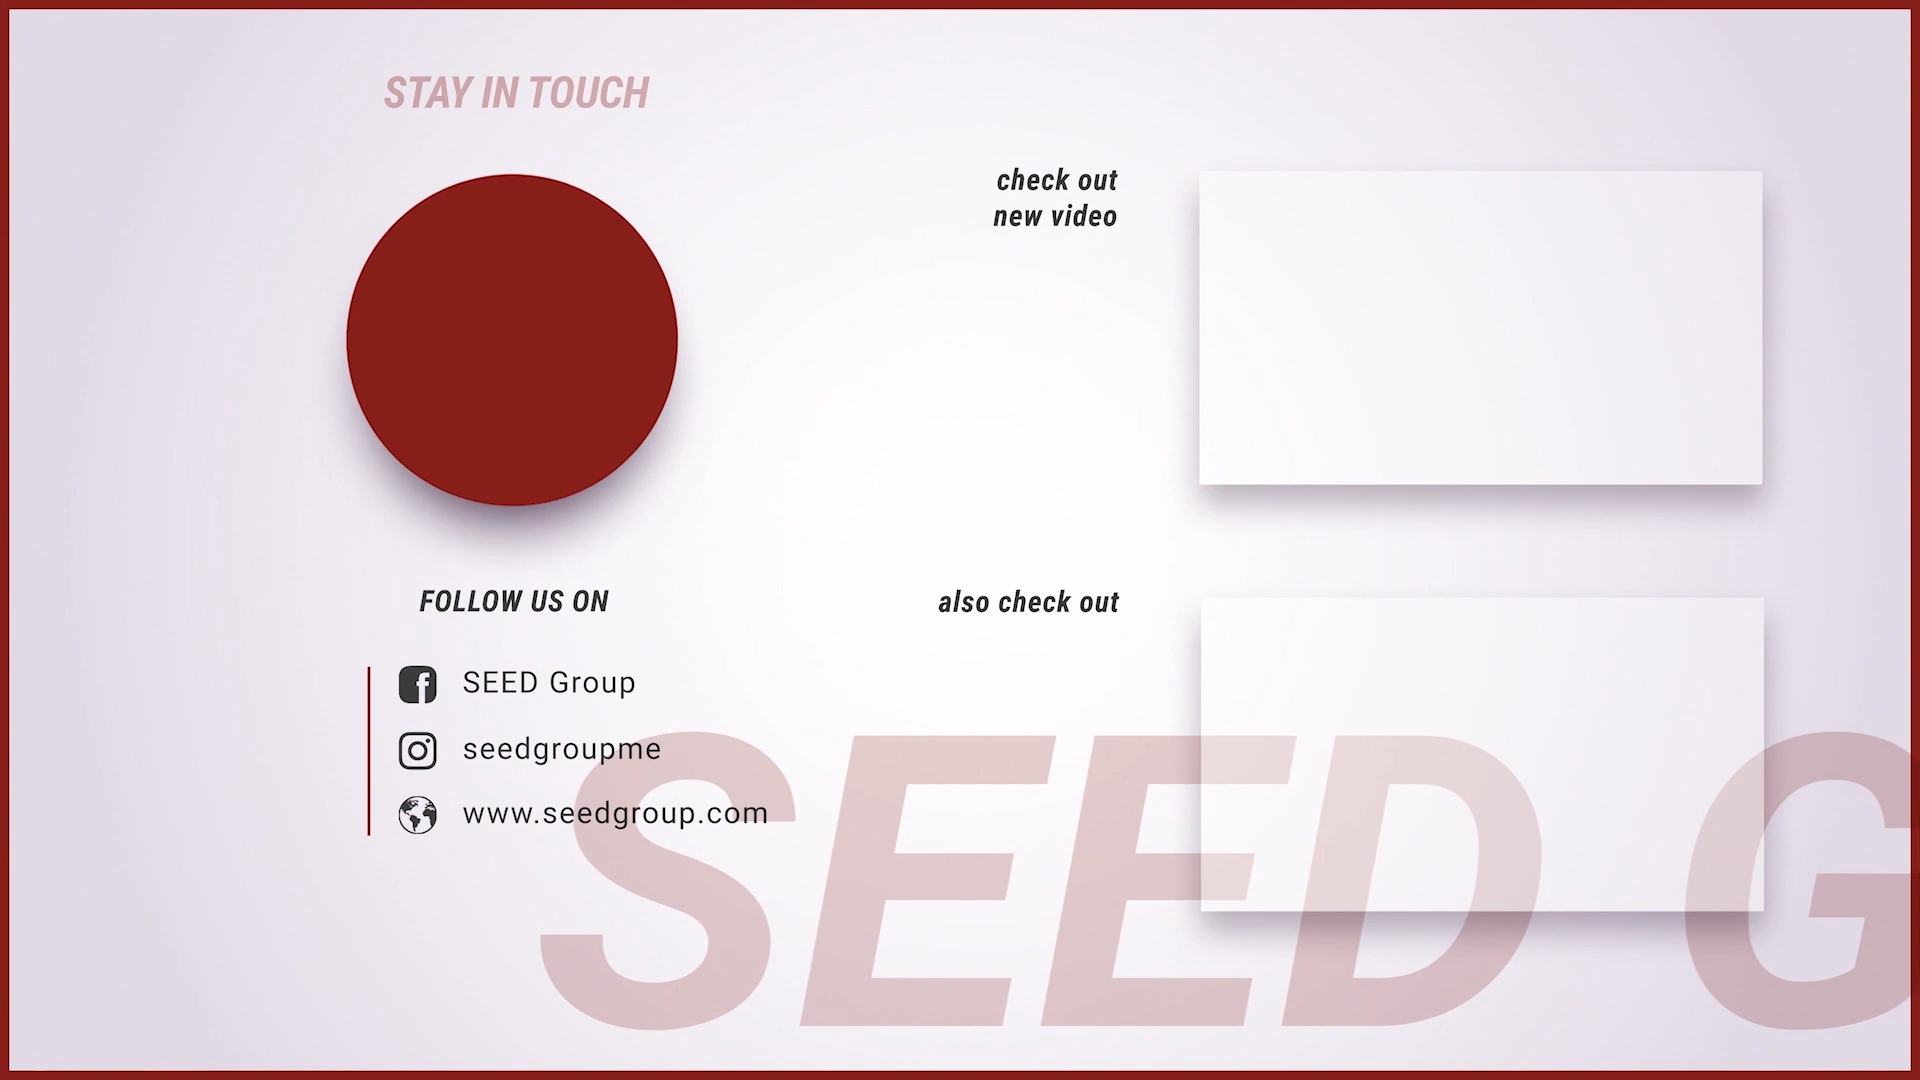 STAY IN TOUCH
check out
new video
FOLLOW US ON
also check out
SEED Group
seedgroupme
www.seedgroup.com
SEED G